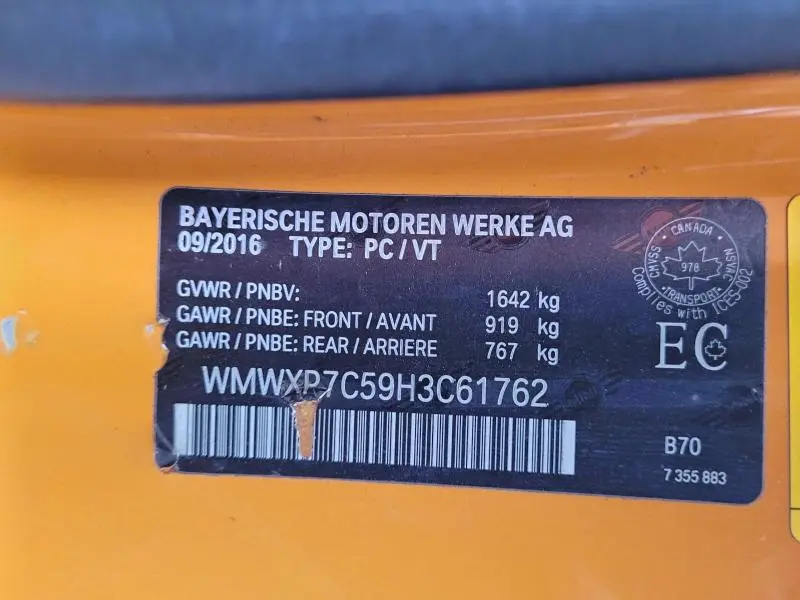 BAYERISCHE MOTOREN WERKE AG
09/2016 TYPE: PC / VT
GVWR / PNBV: 1642 kg
GAWR / PNBE: FRONT / AVANT 919 kg
GAWR / PNBE: REAR / ARRIERE 767 kg
WMWXP7C59H3C61762
CANADA
CMVSS NSVAC
978
TRANSPORT
Complies with ICES-002
EC
B70
7 355 883